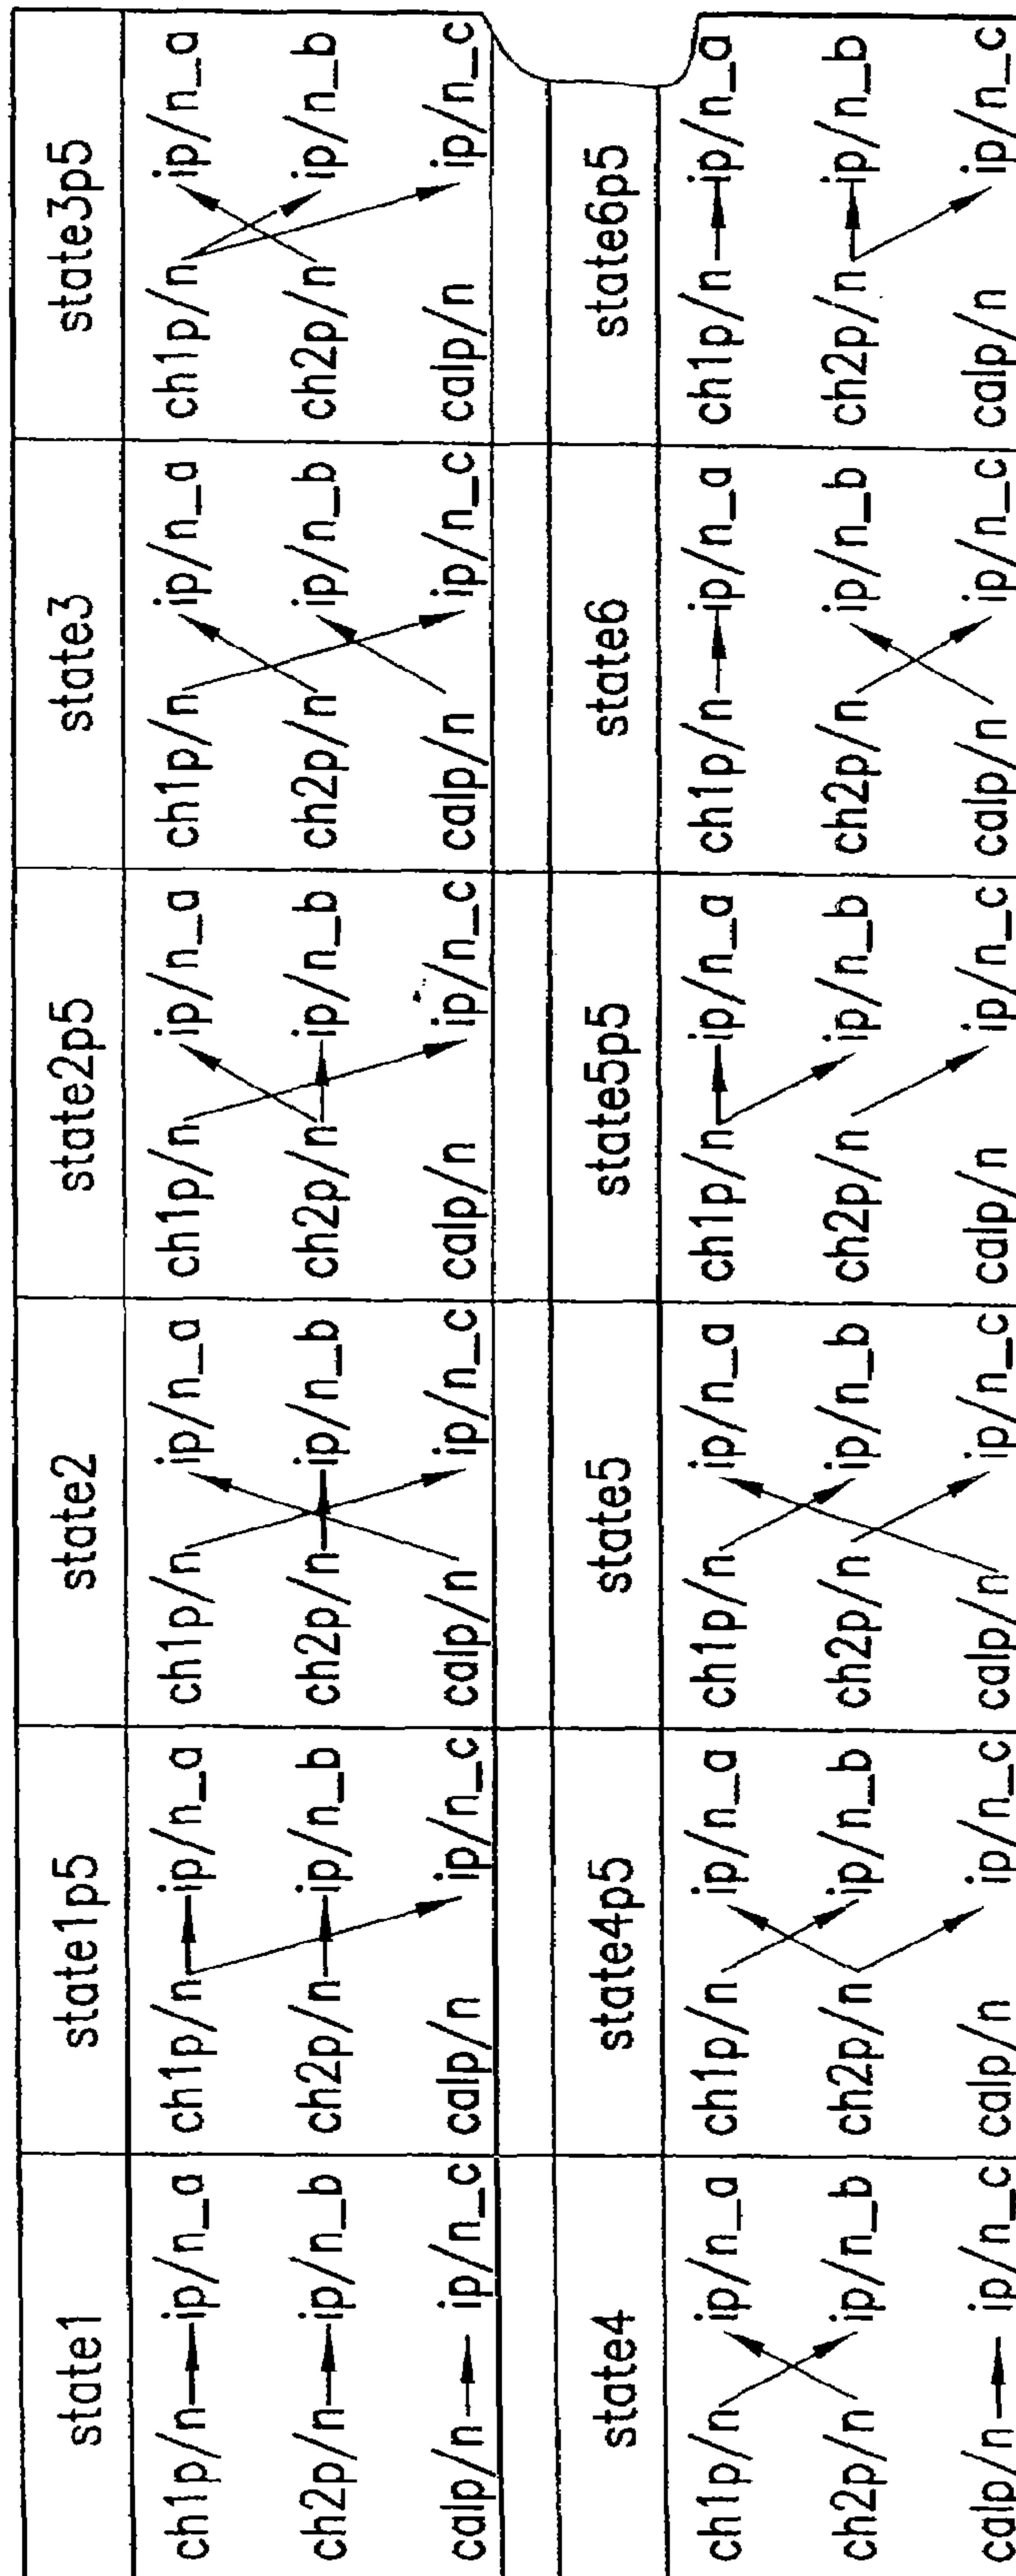 state1 state1p5 state2 state2p5 state3 state3p5
ch1p/n ip/n_a ch1p/n ip/n_a ch1p/n ip/n_a ch1p/n ip/n_a ch1p/n ip/n_a ch1p/n ip/n_a
ch2p/n ip/n_b ch2p/n ip/n_b ch2p/n ip/n_b ch2p/n ip/n_b ch2p/n ip/n_b ch2p/n ip/n_b
calp/n ip/n_c calp/n ip/n_c calp/n ip/n_c calp/n ip/n_c calp/n ip/n_c calp/n ip/n_c
state4 state4p5 state5 state5p5 state6 state6p5
ch1p/n ip/n_a ch1p/n ip/n_a ch1p/n ip/n_a ch1p/n ip/n_a ch1p/n ip/n_a ch1p/n ip/n_a
ch2p/n ip/n_b ch2p/n ip/n_b ch2p/n ip/n_b ch2p/n ip/n_b ch2p/n ip/n_b ch2p/n ip/n_b
calp/n ip/n_c calp/n ip/n_c calp/n ip/n_c calp/n ip/n_c calp/n ip/n_c calp/n ip/n_c